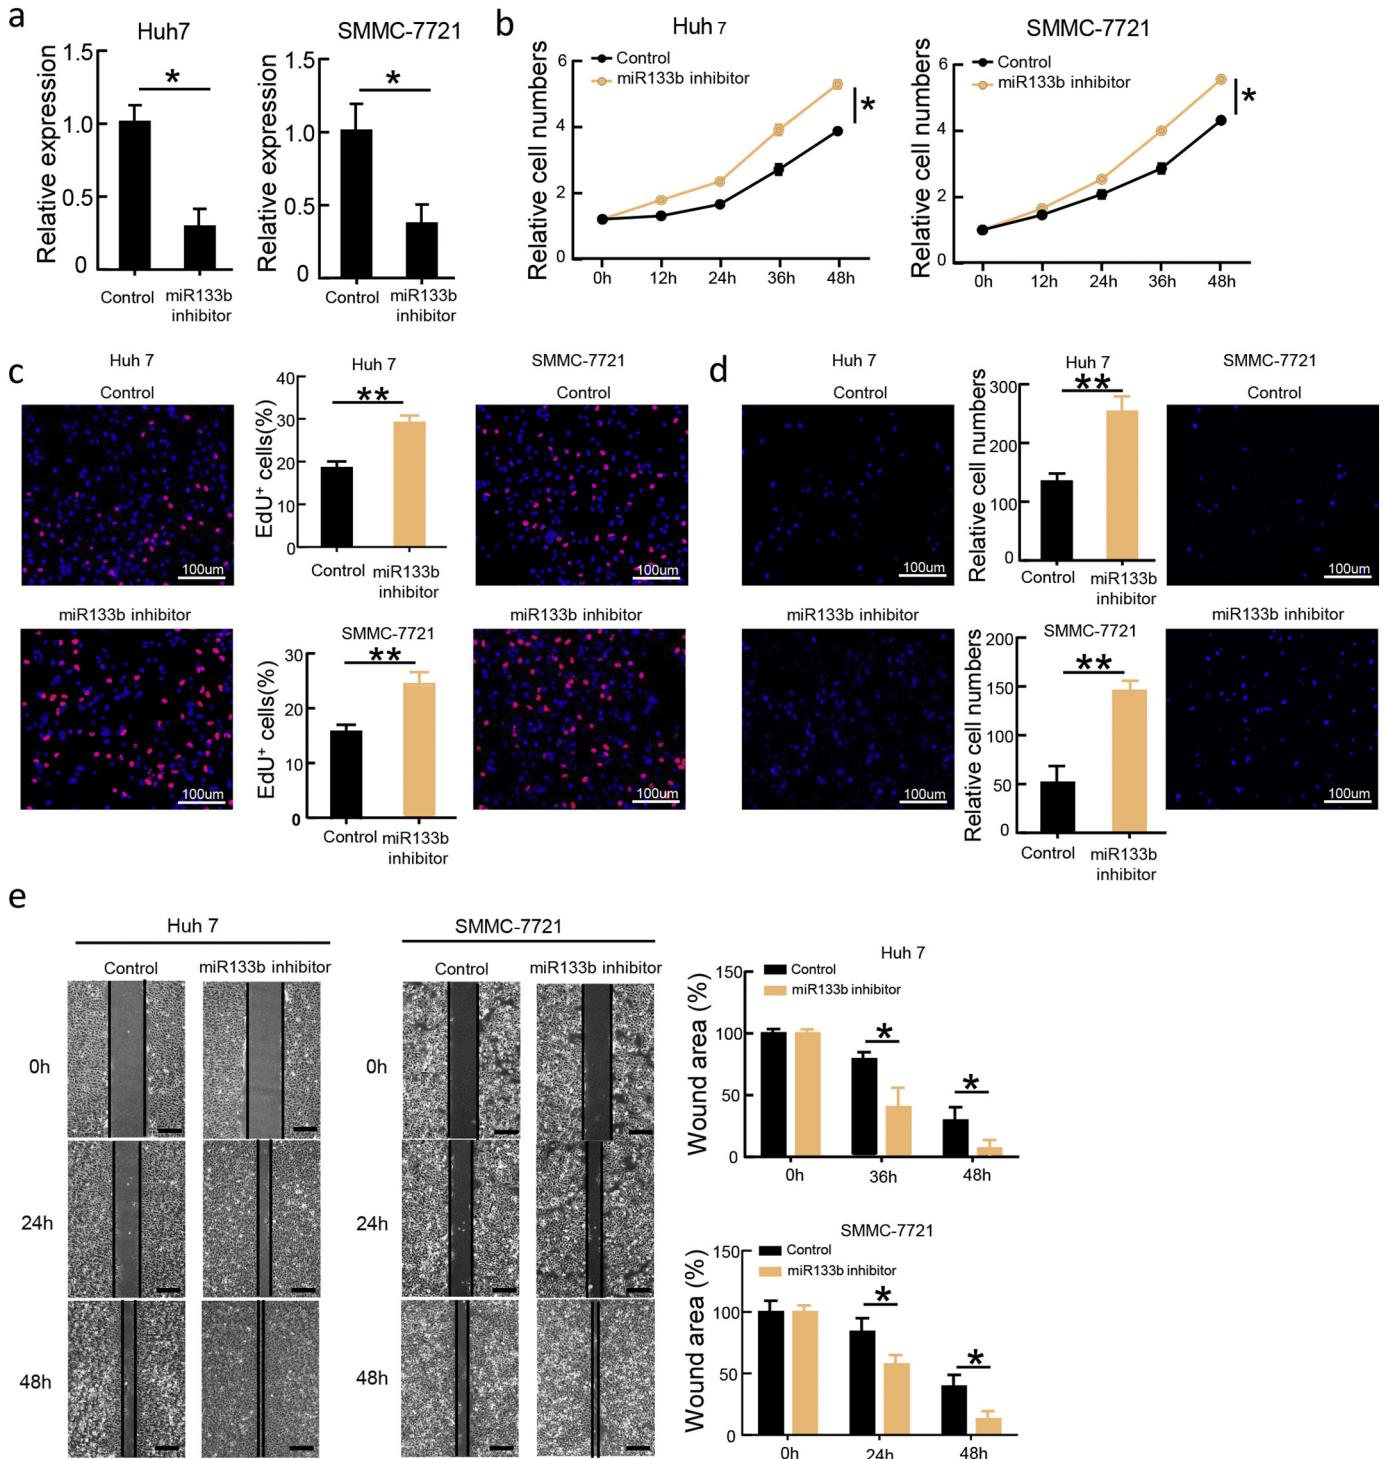 a
Huh7
Relative expression
1.5
1.0
0.5
0
*
Control
miR133b
inhibitor
SMMC-7721
Relative expression
1.5
1.0
0.5
0
*
Control
miR133b
inhibitor
b
Huh 7
Relative cell numbers
6
4
2
0
Control
miR133b inhibitor
*
0h 12h 24h 36h 48h
SMMC-7721
Relative cell numbers
6
4
2
0
Control
miR133b inhibitor
*
0h 12h 24h 36h 48h
c
Huh 7
Control
100um
miR133b inhibitor
100um
Huh 7
EdU+ cells(%)
40
30
20
10
0
**
Control
miR133b
inhibitor
SMMC-7721
EdU+ cells(%)
30
20
10
0
**
Control
miR133b
inhibitor
SMMC-7721
Control
100um
miR133b inhibitor
100um
d
Huh 7
Control
100um
miR133b inhibitor
100um
Huh 7
Relative cell numbers
300
200
100
0
**
Control
miR133b
inhibitor
SMMC-7721
Relative cell numbers
200
150
100
50
0
**
Control
miR133b
inhibitor
SMMC-7721
Control
100um
miR133b inhibitor
100um
e
Huh 7
Control miR133b inhibitor
0h
24h
48h
SMMC-7721
Control miR133b inhibitor
0h
24h
48h
Huh 7
Wound area (%)
150
100
50
0
Control
miR133b inhibitor
*
*
0h 36h 48h
SMMC-7721
Wound area (%)
150
100
50
0
Control
miR133b inhibitor
*
*
0h 24h 48h